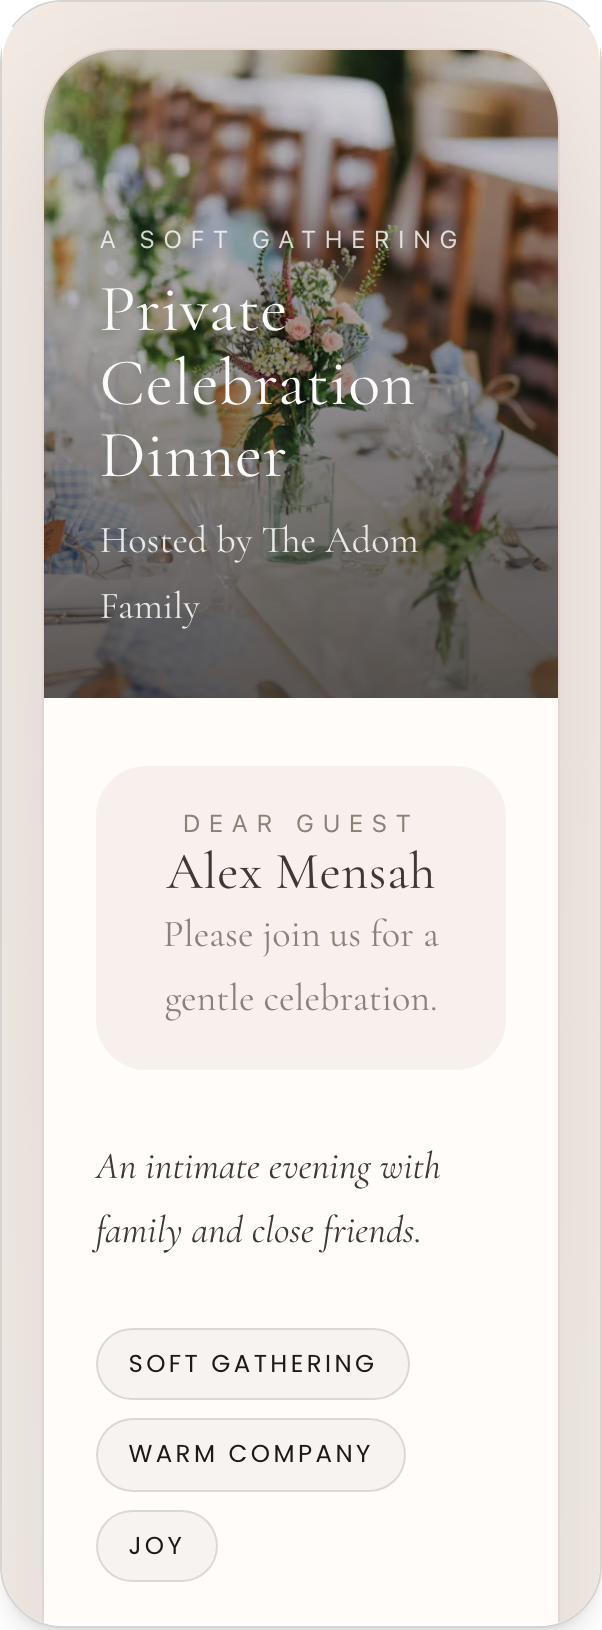 A SOFT GATHERING
Private
Celebration
Dinner
Hosted by The Adom
Family
DEAR GUEST
Alex Mensah
Please join us for a
gentle celebration.
An intimate evening with
family and close friends.
SOFT GATHERING
WARM COMPANY
JOY